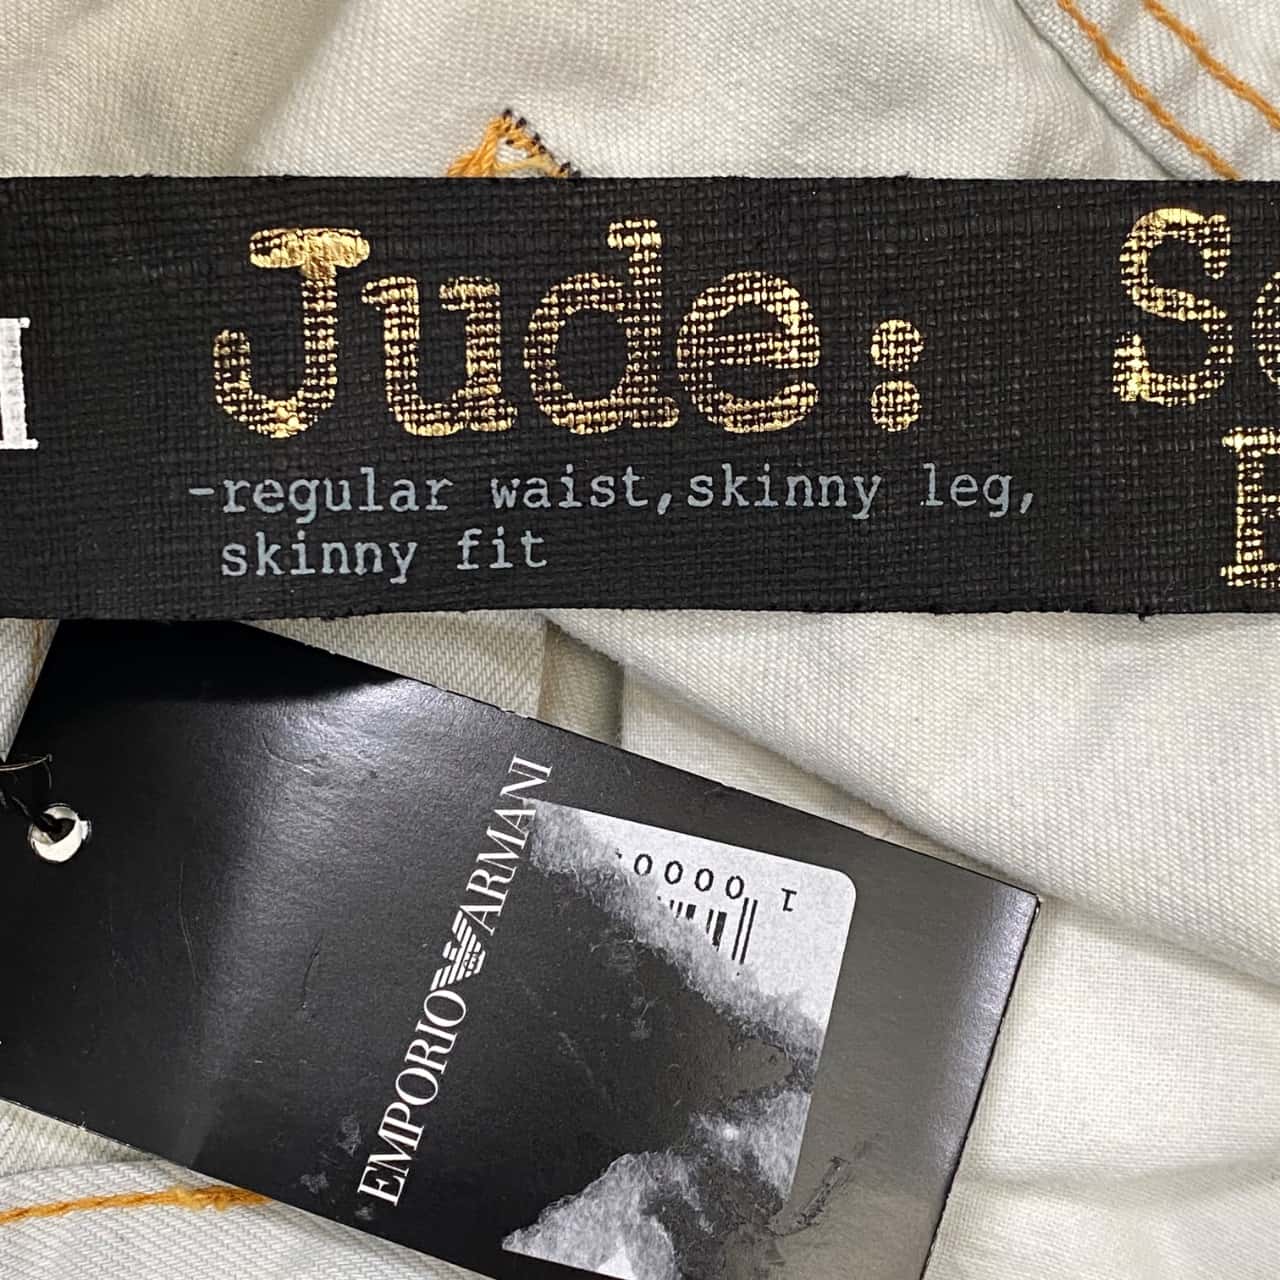 Jude:
-regular waist,skinny leg,
skinny fit
EMPORIO ARMANI